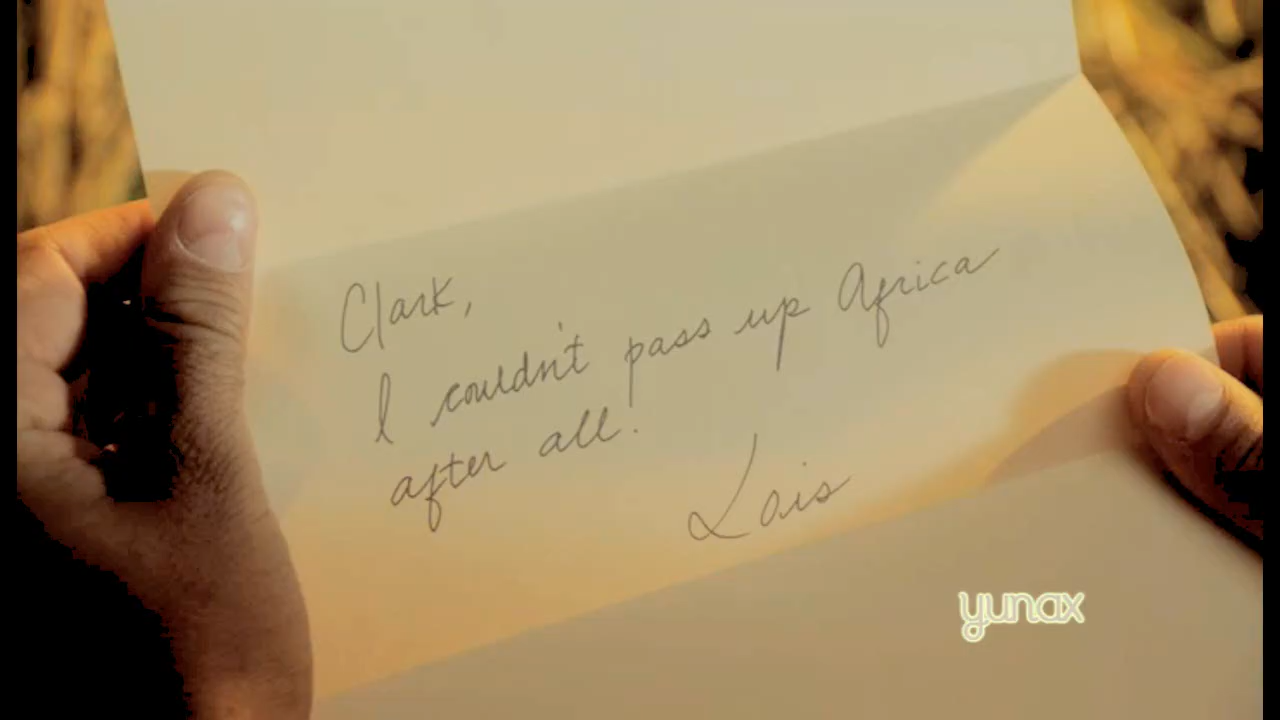 Clark,
I couldn't pass up Africa
after all.
Lois
yunax